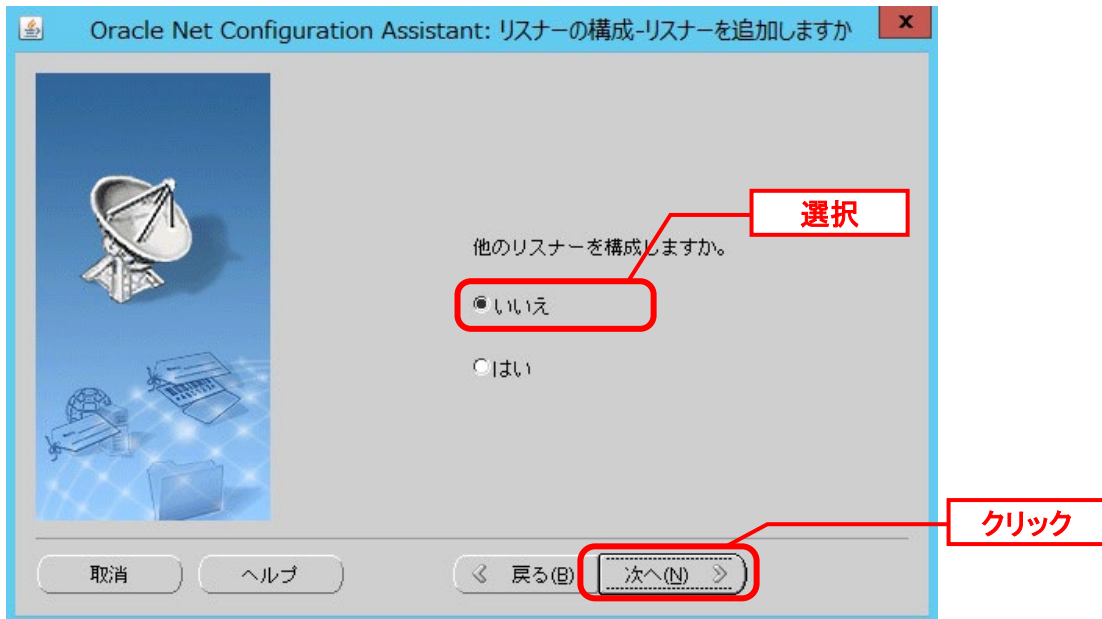 Oracle Net Configuration Assistant: リスナーの構成-リスナーを追加しますか
x
選択
他のリスナーを構成しますか。
いいえ
はい
クリック
取消
ヘルプ
戻る(B)
次へ(N)